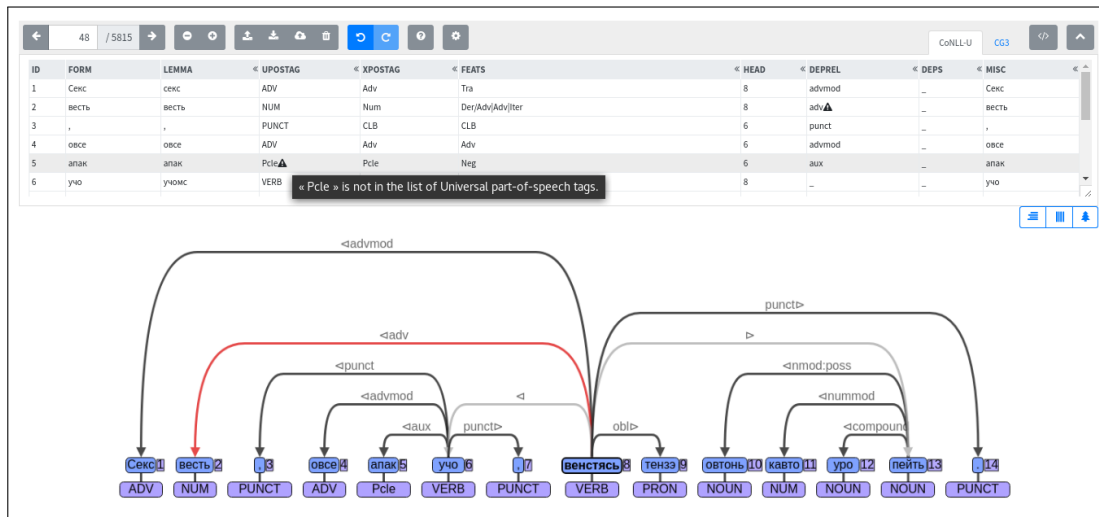 48 / 5815 CoNLL-U CG3 </>
ID FORM LEMMA « UPOSTAG « XPOSTAG « FEATS « HEAD « DEPREL « DEPS « MISC «
1 Секс секс ADV Adv Tra 8 advmod _ Секс
2 весть весть NUM Num Der/Adv|Adv|Iter 8 adv _ весть
3 , , PUNCT CLB CLB 6 punct _ ,
4 овсе овсе ADV Adv Adv 6 advmod _ овсе
5 апак апак Pcle Pcle Neg 6 aux _ апак
6 учо учомс VERB 8 _ _ учо
« Pcle » is not in the list of Universal part-of-speech tags.
⊲advmod
punct⊳
⊲adv ⊳
⊲punct ⊲nmod:poss
⊲advmod ⊲ ⊲nummod
⊲aux punct⊳ obl⊳ ⊲compound
Секс 1 весть 2 , 3 овсе 4 апак 5 учо 6 , 7 венстясь 8 тензэ 9 овтонь 10 кавто 11 уро 12 пейть 13 . 14
ADV NUM PUNCT ADV Pcle VERB PUNCT VERB PRON NOUN NUM NOUN NOUN PUNCT